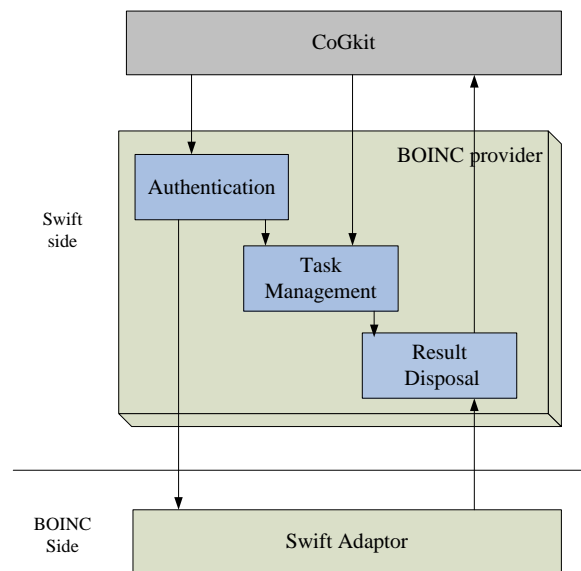 CoGkit
BOINC provider
Authentication
Swift
side
Task
Management
Result
Disposal
BOINC
Side
Swift Adaptor